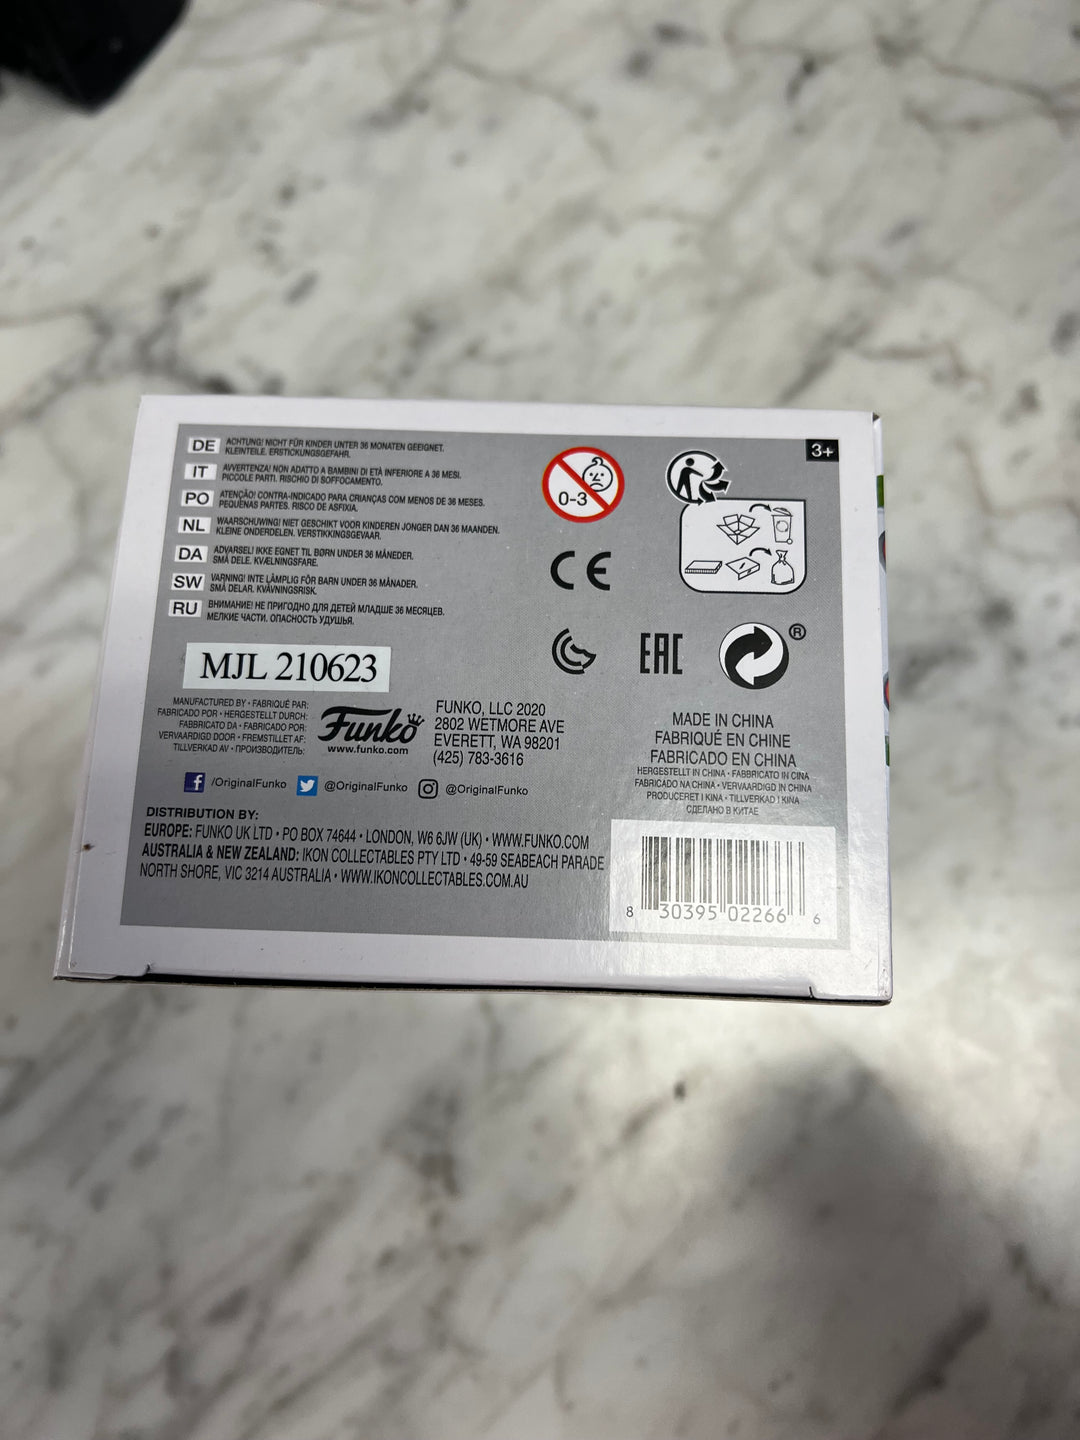 DE ACHTUNG! NICHT FÜR KINDER UNTER 36 MONATEN GEEIGNET.
KLEINTEILE. ERSTICKUNGSGEFAHR.
IT AVVERTENZA! NON ADATTO A BAMBINI DI ETÀ INFERIORE A 36 MESI.
PICCOLE PARTI. RISCHIO DI SOFFOCAMENTO.
PO ATENÇÃO! CONTRA-INDICADO PARA CRIANÇAS COM MENOS DE 36 MESES.
PEQUENAS PARTES. RISCO DE ASFIXIA.
NL WAARSCHUWING! NIET GESCHIKT VOOR KINDEREN JONGER DAN 36 MAANDEN.
KLEINE ONDERDELEN. VERSTIKKINGSGEVAAR.
DA ADVARSEL! IKKE EGNET TIL BØRN UNDER 36 MÅNEDER.
SMÅ DELE. KVÆLNINGSFARE.
SW VARNING! INTE LÄMPLIG FÖR BARN UNDER 36 MÅNADER.
SMÅ DELAR. KVÄVNINGSRISK.
RU ВНИМАНИЕ! НЕ ПРИГОДНО ДЛЯ ДЕТЕЙ МЛАДШЕ 36 МЕСЯЦЕВ.
МЕЛКИЕ ЧАСТИ. ОПАСНОСТЬ УДУШЬЯ.
0-3
3+
CE
EAC
®
MJL 210623
MANUFACTURED BY • FABRIQUÉ PAR:
FABRICADO POR • HERGESTELLT DURCH:
FABBRICATO DA • FABRICADO POR:
VERVAARDIGD DOOR • FREMSTILLET AF:
TILLVERKAD AV • ПРОИЗВОДИТЕЛЬ:
Funko
www.funko.com
FUNKO, LLC 2020
2802 WETMORE AVE
EVERETT, WA 98201
(425) 783-3616
/OriginalFunko @OriginalFunko @OriginalFunko
MADE IN CHINA
FABRIQUÉ EN CHINE
FABRICADO EN CHINA
HERGESTELLT IN CHINA • FABBRICATO IN CINA
FABRICADO NA CHINA • VERVAARDIGD IN CHINA
PRODUCERET I KINA • TILLVERKAD I KINA
СДЕЛАНО В КИТАЕ
DISTRIBUTION BY:
EUROPE: FUNKO UK LTD • PO BOX 74644 • LONDON, W6 6JW (UK) • WWW.FUNKO.COM
AUSTRALIA & NEW ZEALAND: IKON COLLECTABLES PTY LTD • 49-59 SEABEACH PARADE
NORTH SHORE, VIC 3214 AUSTRALIA • WWW.IKONCOLLECTABLES.COM.AU
8 30395 02266 6